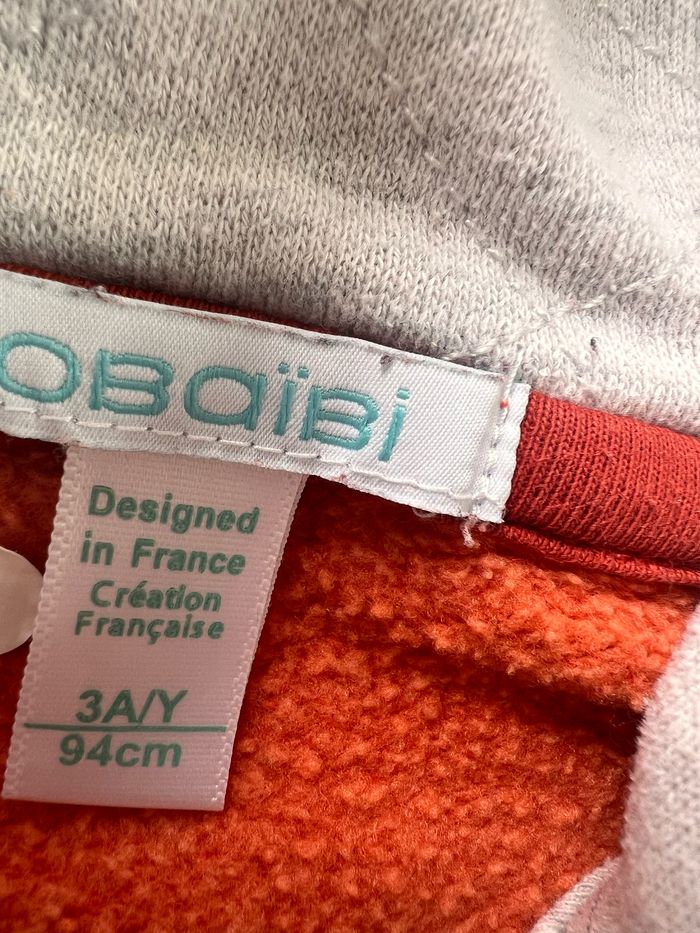 OBaïBi
Designed
in France
Création
Française
3A/Y
94cm